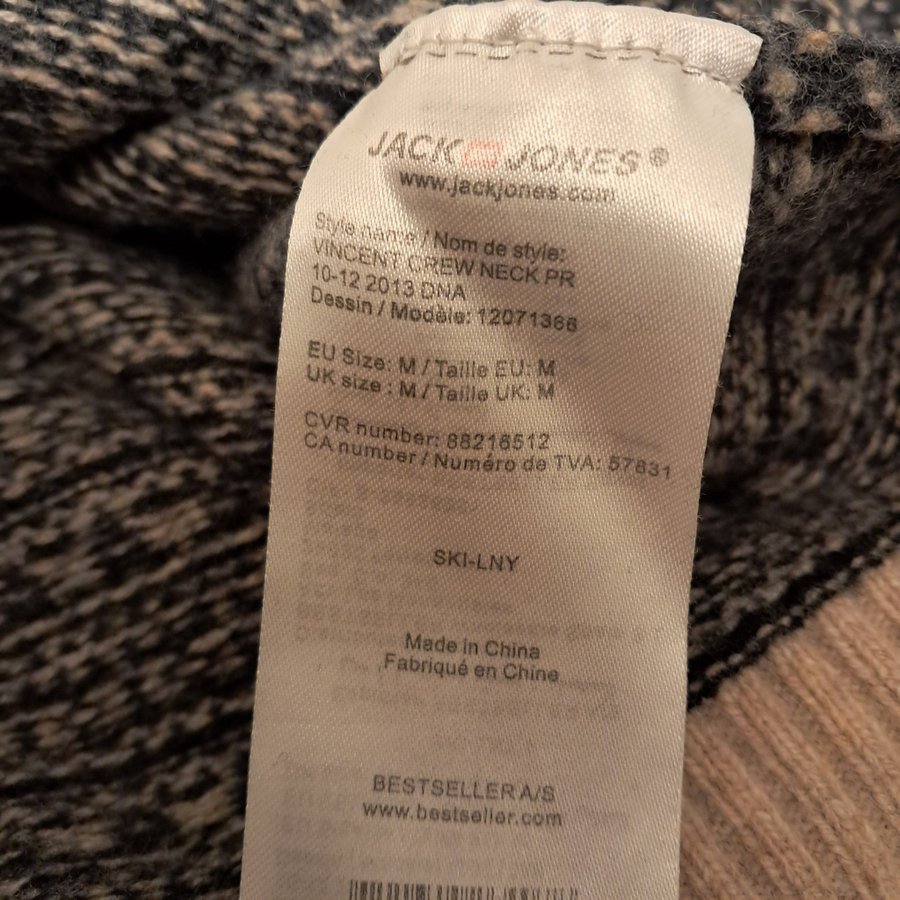 JACK JONES®
www.jackjones.com
Style name / Nom de style:
VINCENT CREW NECK PR
10-12 2013 DNA
Dessin / Modèle: 12071366
EU Size: M / Taille EU: M
UK size : M / Taille UK: M
CVR number: 88216512
CA number / Numéro de TVA: 57831
SKI-LNY
Made in China
Fabriqué en Chine
BESTSELLER A/S
www.bestseller.com